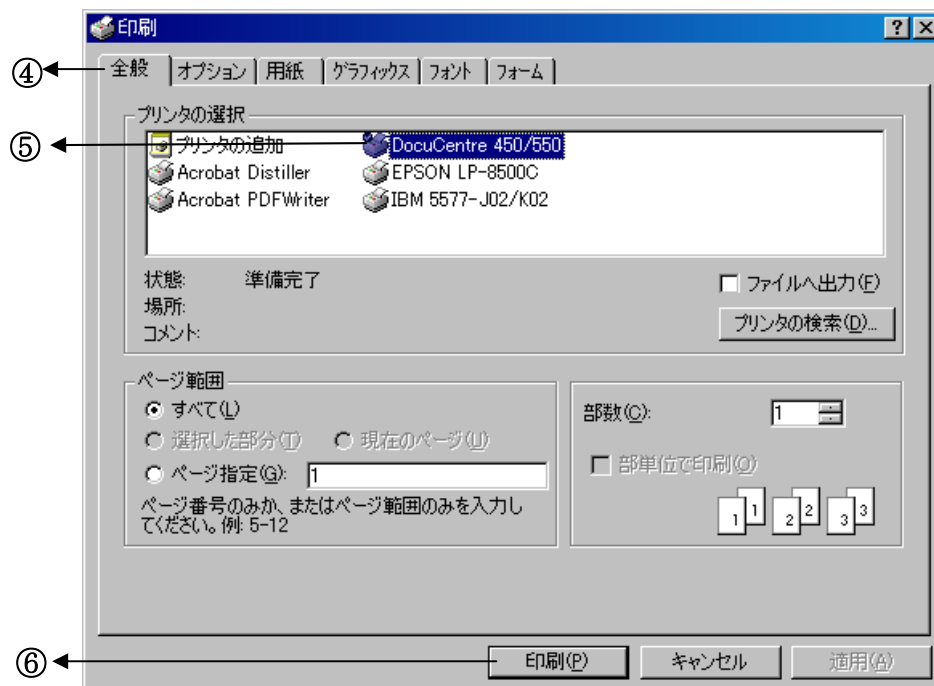 印刷
④
全般 オプション 用紙 グラフィックス フォント フォーム
プリンタの選択
⑤
プリンタの追加 DocuCentre 450/550
Acrobat Distiller EPSON LP-8500C
Acrobat PDFWriter IBM 5577-J02/K02
状態: 準備完了
ファイルへ出力(F)
場所:
プリンタの検索(D)...
コメント:
ページ範囲
すべて(L)
部数(C): 1
選択した部分(T) 現在のページ(U)
部単位で印刷(O)
ページ指定(G): 1
ページ番号のみか、またはページ範囲のみを入力し
てください。例: 5-12
1 1 2 2 3 3
⑥
印刷(P) キャンセル 適用(A)